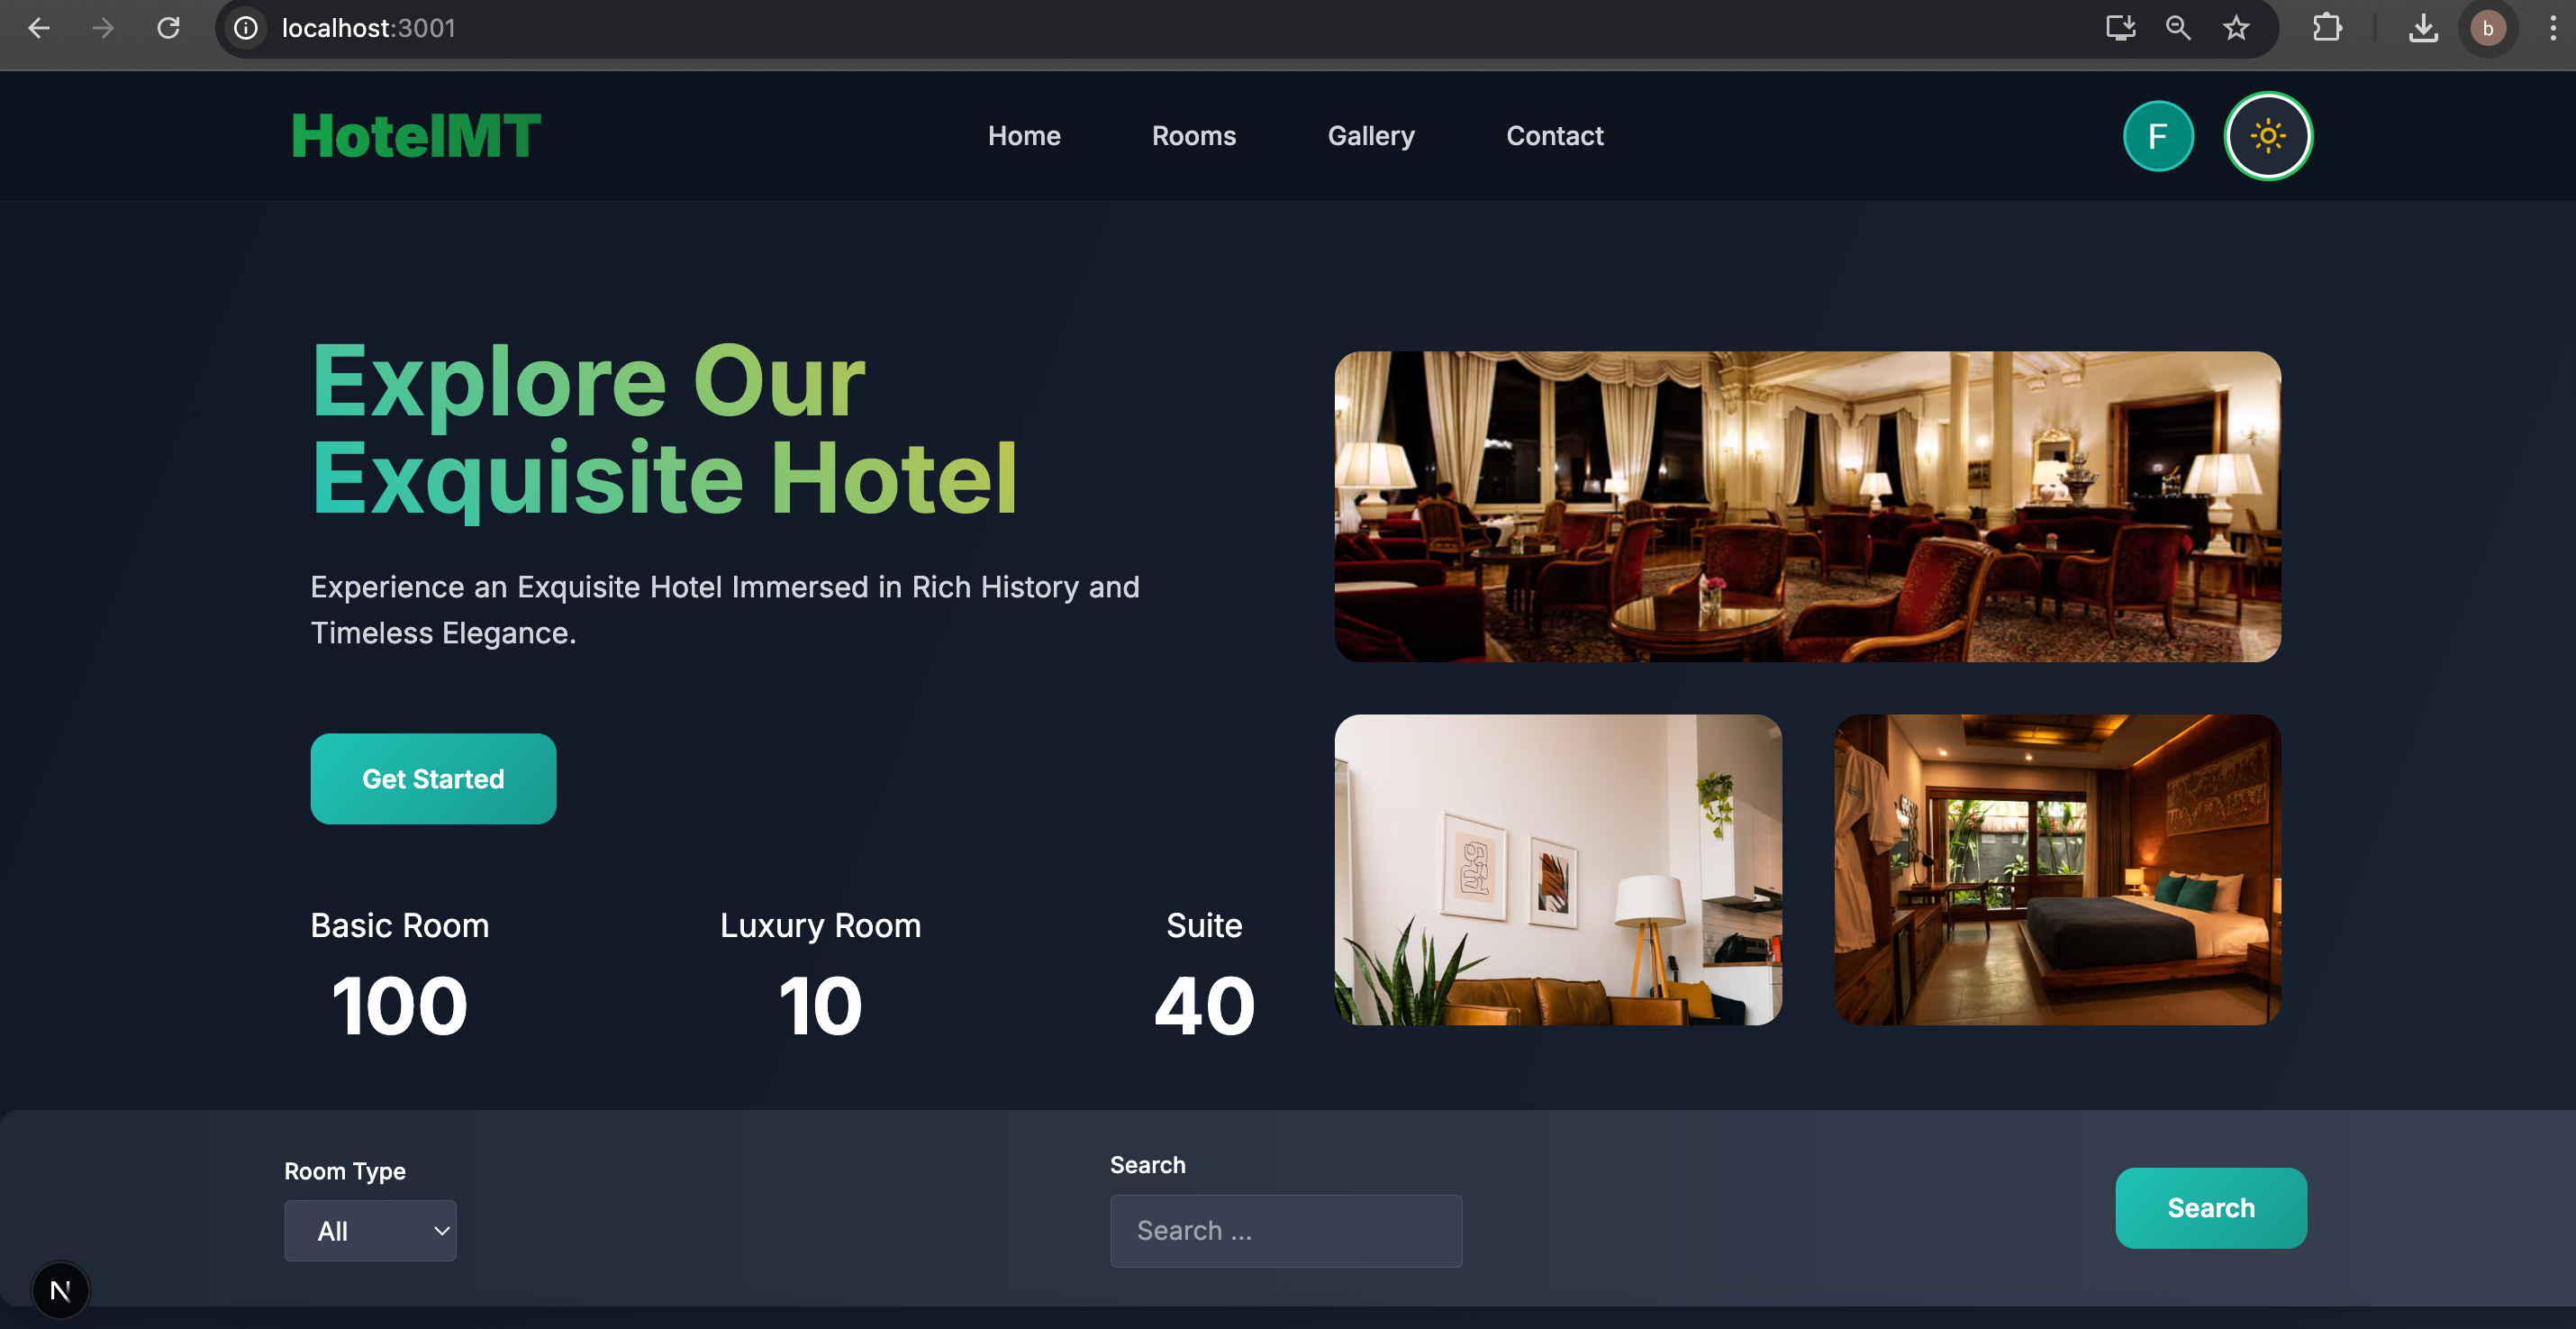 localhost:3001
b
HotelMT
Home
Rooms
Gallery
Contact
F
Explore Our
Exquisite Hotel
Experience an Exquisite Hotel Immersed in Rich History and
Timeless Elegance.
Get Started
Basic Room
100
Luxury Room
10
Suite
40
Room Type
All
Search
Search ...
Search
N